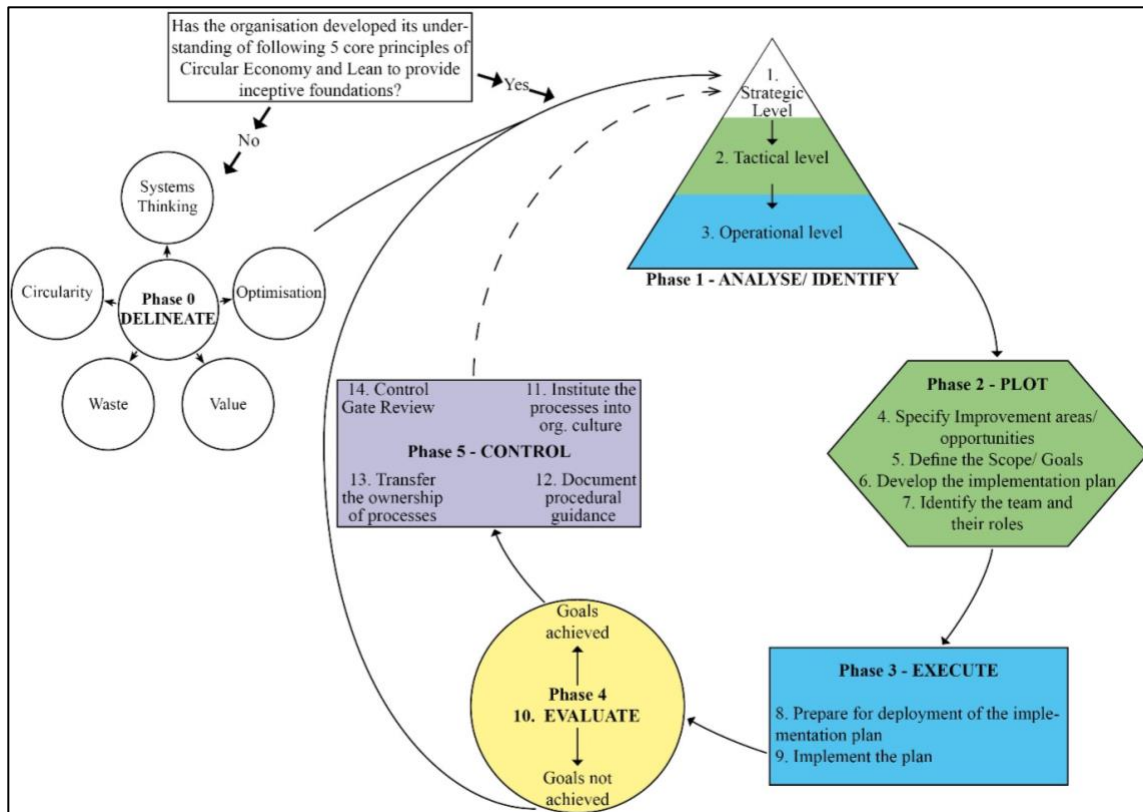 Has the organisation developed its under-
standing of following 5 core principles of
Circular Economy and Lean to provide
inceptive foundations?
Yes
No
Systems
Thinking
Circularity
Phase 0
DELINEATE
Optimisation
Waste
Value
1.
Strategic
Level
2. Tactical level
3. Operational level
Phase 1 - ANALYSE/ IDENTIFY
Phase 2 - PLOT
4. Specify Improvement areas/
opportunities
5. Define the Scope/ Goals
6. Develop the implementation plan
7. Identify the team and
their roles
Phase 3 - EXECUTE
8. Prepare for deployment of the imple-
mentation plan
9. Implement the plan
Goals
achieved
Phase 4
10. EVALUATE
Goals not
achieved
14. Control
Gate Review
11. Institute the
processes into
org. culture
Phase 5 - CONTROL
13. Transfer
the ownership
of processes
12. Document
procedural
guidance